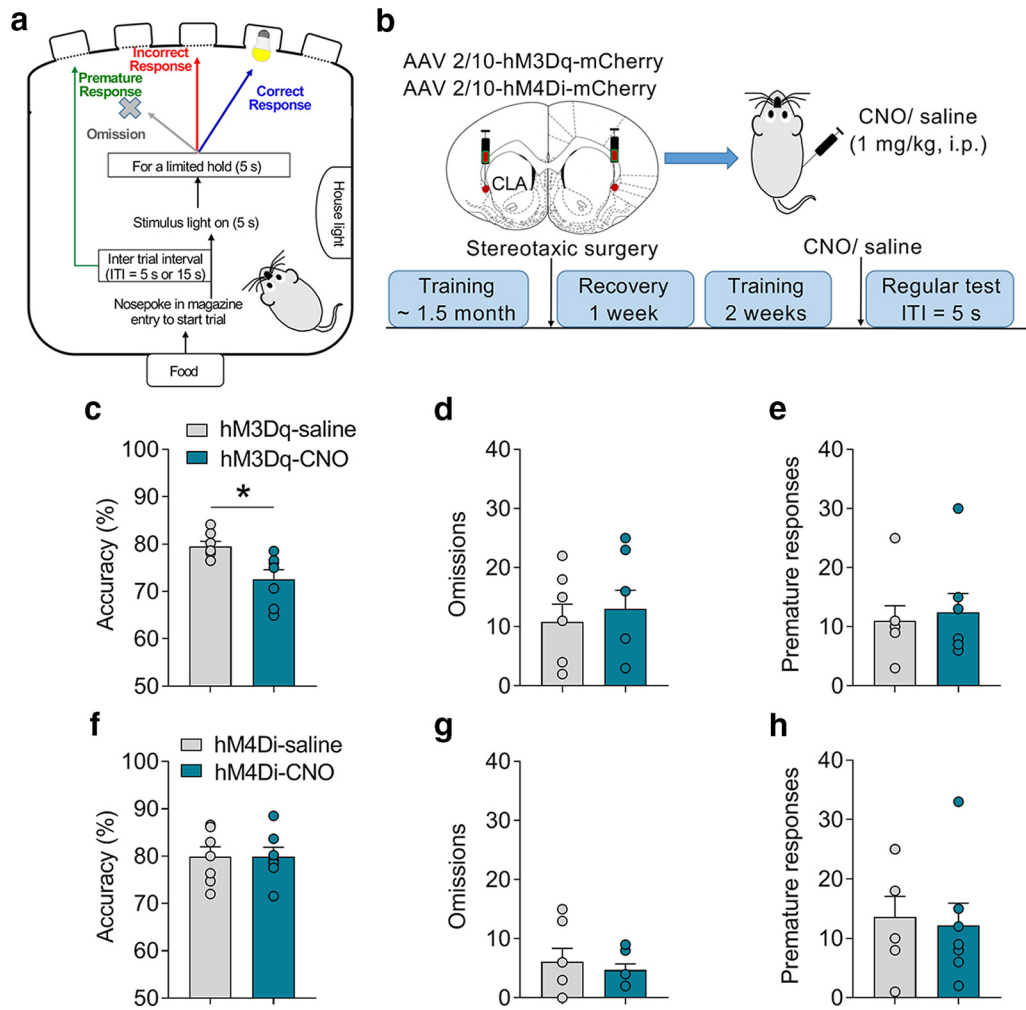 a
Incorrect
Response
Premature
Response
Correct
Response
Omission
For a limited hold (5 s)
Stimulus light on (5 s)
House light
Inter trial interval
(ITI = 5 s or 15 s)
Nosepoke in magazine
entry to start trial
Food
b
AAV 2/10-hM3Dq-mCherry
AAV 2/10-hM4Di-mCherry
CLA
CNO/ saline
(1 mg/kg, i.p.)
Stereotaxic surgery
CNO/ saline
Training
~ 1.5 month
Recovery
1 week
Training
2 weeks
Regular test
ITI = 5 s
c
hM3Dq-saline
hM3Dq-CNO
*
Accuracy (%)
100
90
80
70
60
50
d
Omissions
40
30
20
10
0
e
Premature responses
40
30
20
10
0
f
hM4Di-saline
hM4Di-CNO
Accuracy (%)
100
90
80
70
60
50
g
Omissions
40
30
20
10
0
h
Premature responses
40
30
20
10
0